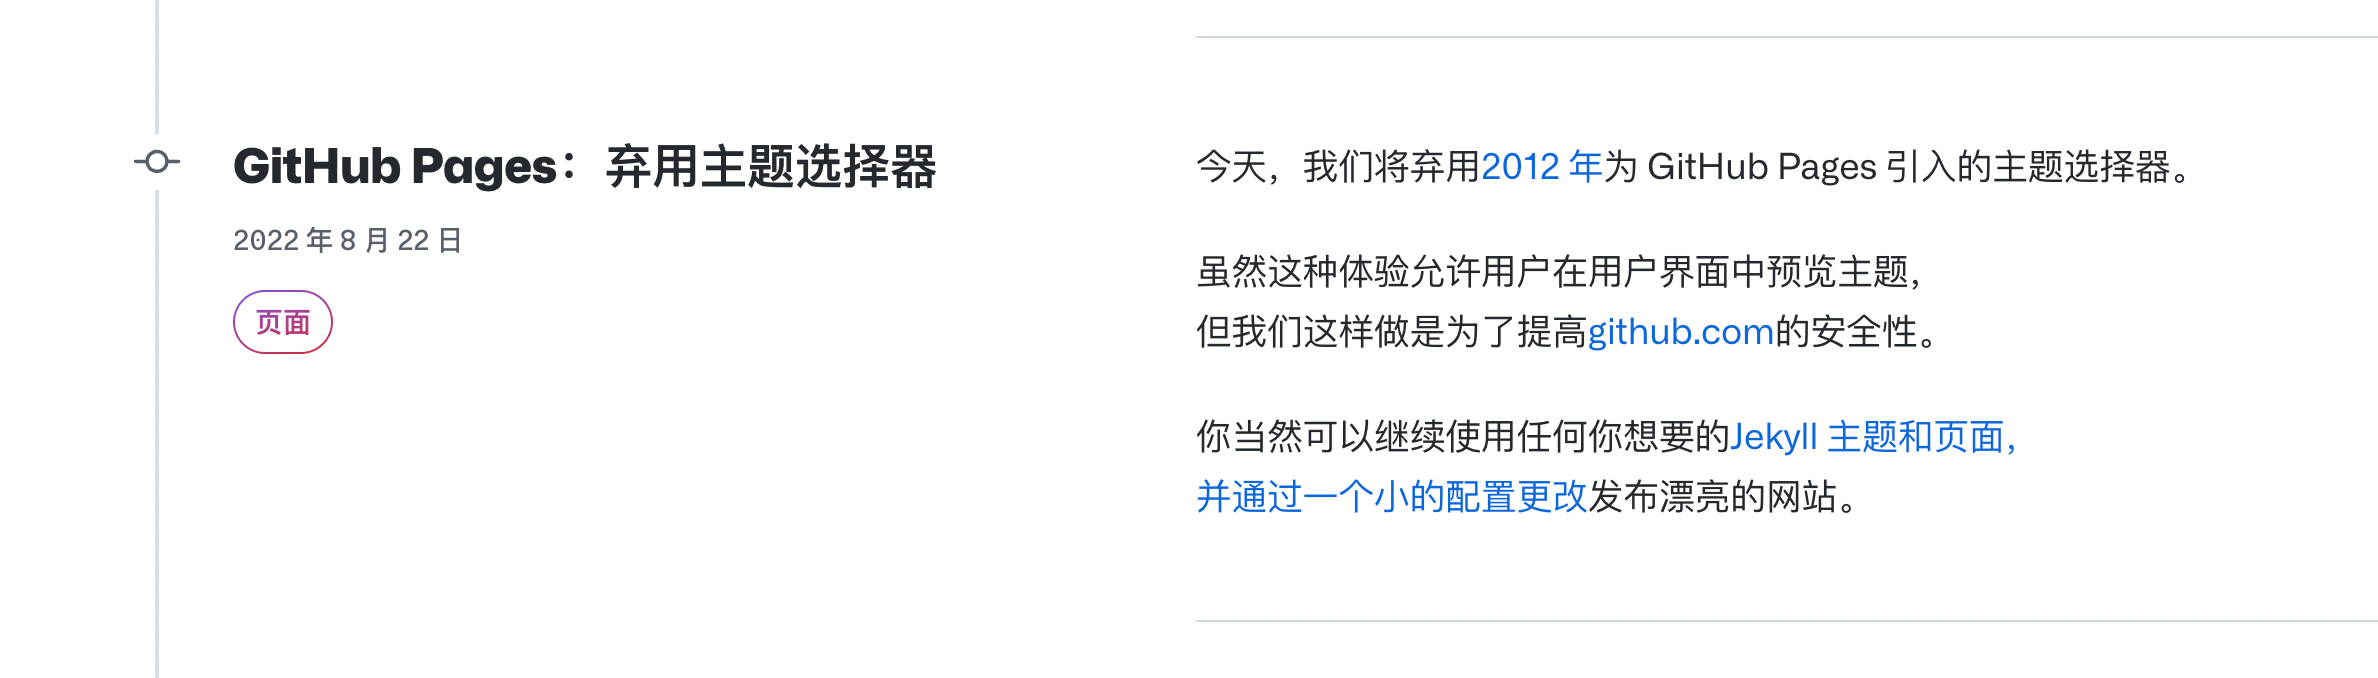 GitHub Pages：弃用主题选择器
2022 年 8 月 22 日
页面
今天，我们将弃用2012 年为 GitHub Pages 引入的主题选择器。
虽然这种体验允许用户在用户界面中预览主题，
但我们这样做是为了提高github.com的安全性。
你当然可以继续使用任何你想要的Jekyll 主题和页面，
并通过一个小的配置更改发布漂亮的网站。